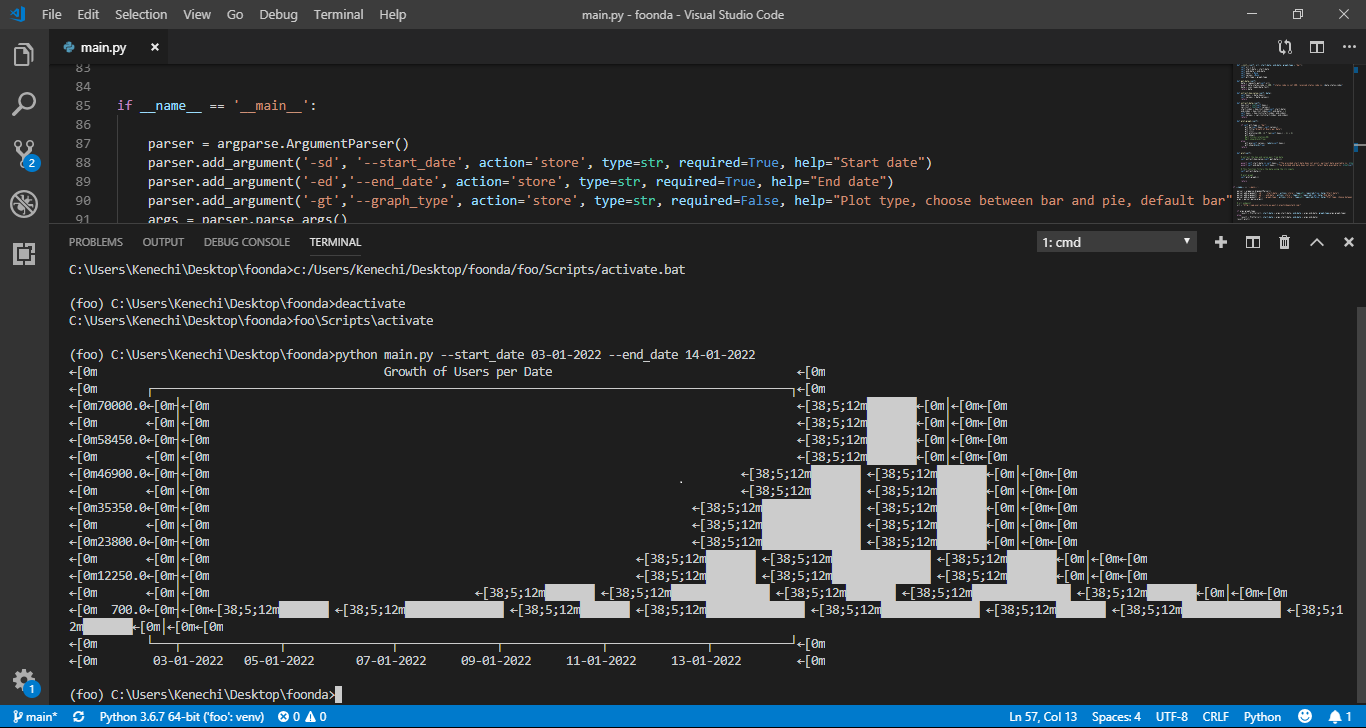 File Edit Selection View Go Debug Terminal Help main.py - foonda - Visual Studio Code
main.py
83
84
85 if __name__ == '__main__':
86
87 parser = argparse.ArgumentParser()
88 parser.add_argument('-sd', '--start_date', action='store', type=str, required=True, help="Start date")
89 parser.add_argument('-ed','--end_date', action='store', type=str, required=True, help="End date")
90 parser.add_argument('-gt','--graph_type', action='store', type=str, required=False, help="Plot type, choose between bar and pie, default bar"
91 args = parser.parse_args()
2
PROBLEMS OUTPUT DEBUG CONSOLE TERMINAL 1: cmd
C:\Users\Kenechi\Desktop\foonda>c:/Users/Kenechi/Desktop/foonda/foo/Scripts/activate.bat
(foo) C:\Users\Kenechi\Desktop\foonda>deactivate
C:\Users\Kenechi\Desktop\foonda>foo\Scripts\activate
(foo) C:\Users\Kenechi\Desktop\foonda>python main.py --start_date 03-01-2022 --end_date 14-01-2022
←[0m Growth of Users per Date ←[0m
←[0m ┌──────────┐←[0m
←[0m70000.0←[0m┤←[0m ←[38;5;12m ←[0m│←[0m←[0m
←[0m ←[0m│←[0m ←[38;5;12m ←[0m│←[0m←[0m
←[0m58450.0←[0m┤←[0m ←[38;5;12m ←[0m│←[0m←[0m
←[0m ←[0m│←[0m ←[38;5;12m ←[0m│←[0m←[0m
←[0m46900.0←[0m┤←[0m ←[38;5;12m ←[38;5;12m ←[0m│←[0m←[0m
←[0m ←[0m│←[0m ←[38;5;12m ←[38;5;12m ←[0m│←[0m←[0m
←[0m35350.0←[0m┤←[0m ←[38;5;12m ←[38;5;12m ←[0m│←[0m←[0m
←[0m ←[0m│←[0m ←[38;5;12m ←[38;5;12m ←[0m│←[0m←[0m
←[0m23800.0←[0m┤←[0m ←[38;5;12m ←[38;5;12m ←[0m│←[0m←[0m
←[0m ←[0m│←[0m ←[38;5;12m ←[38;5;12m ←[38;5;12m ←[0m│←[0m←[0m
←[0m12250.0←[0m┤←[0m ←[38;5;12m ←[38;5;12m ←[38;5;12m ←[0m│←[0m←[0m
←[0m ←[0m│←[0m ←[38;5;12m ←[38;5;12m ←[38;5;12m ←[38;5;12m ←[38;5;12m ←[0m│←[0m←[0m
←[0m 700.0←[0m┤←[0m←[38;5;12m ←[38;5;12m ←[38;5;12m ←[38;5;12m ←[38;5;12m ←[38;5;12m ←[38;5;12m ←[38;5;1
2m ←[0m│←[0m←[0m
←[0m └──────────┘←[0m
←[0m 03-01-2022 05-01-2022 07-01-2022 09-01-2022 11-01-2022 13-01-2022 ←[0m
(foo) C:\Users\Kenechi\Desktop\foonda>
1
main* Python 3.6.7 64-bit ('foo': venv) 0 0 Ln 57, Col 13 Spaces: 4 UTF-8 CRLF Python 1